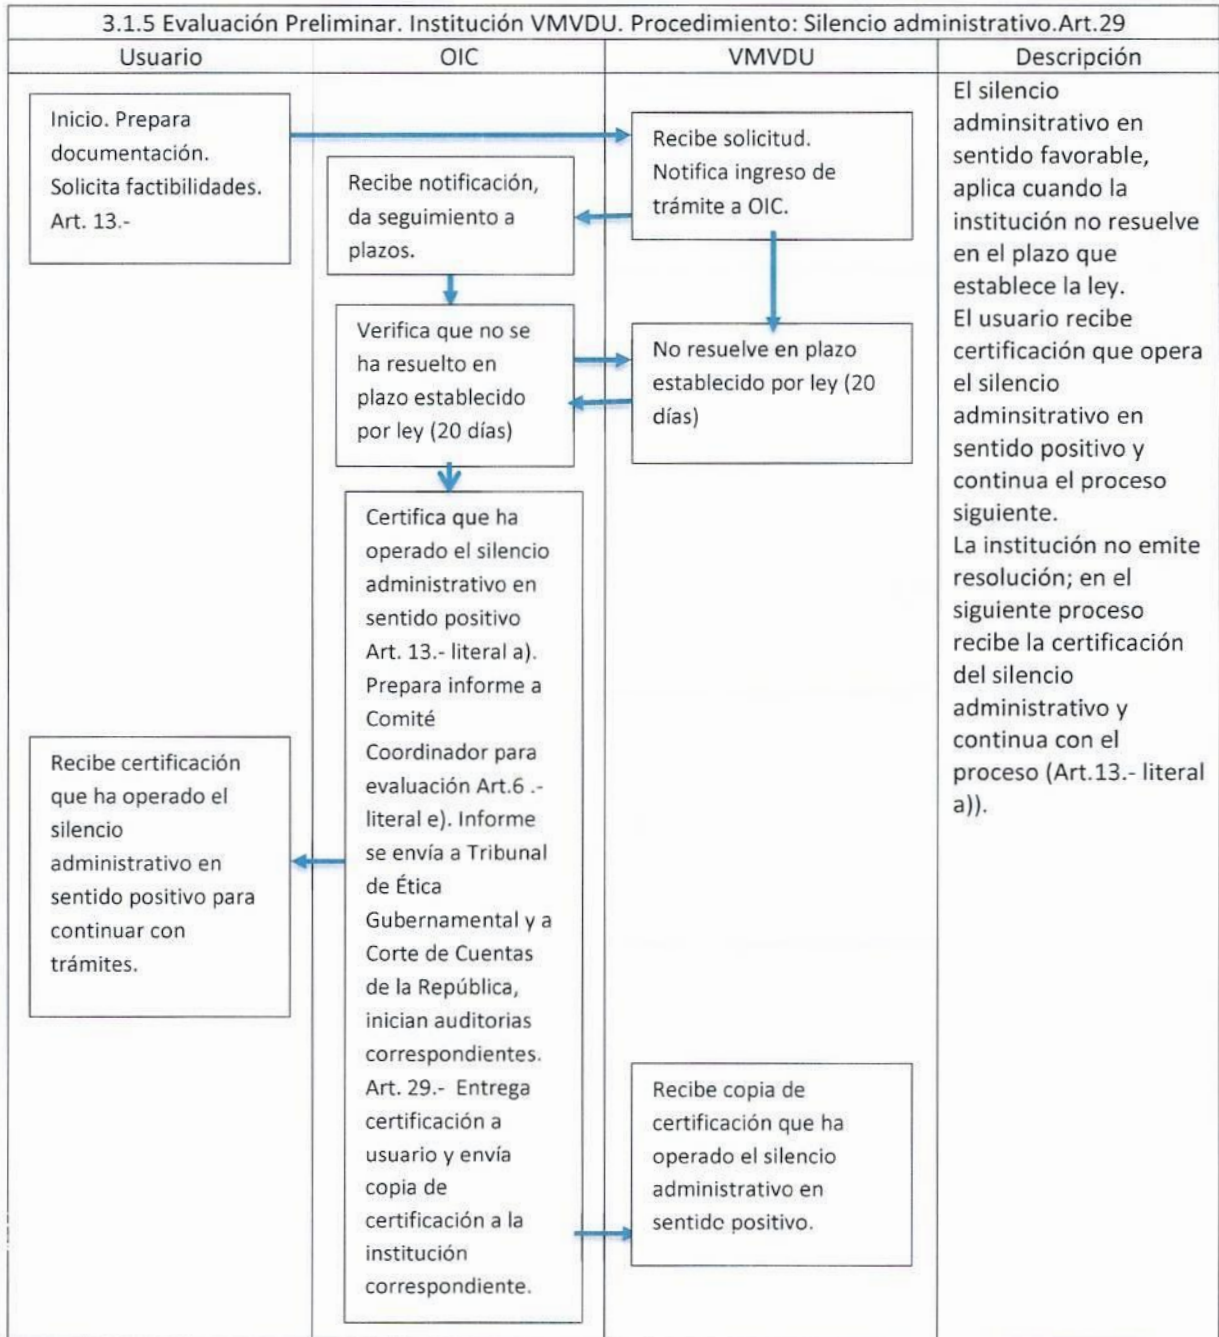 3.1.5 Evaluación Preliminar. Institución VMVDU. Procedimiento: Silencio administrativo.Art.29
Usuario
OIC
VMVDU
Descripción
Inicio. Prepara
documentación.
Solicita factibilidades.
Art. 13.-
Recibe solicitud.
Notifica ingreso de
trámite a OIC.
Recibe notificación,
da seguimiento a
plazos.
Verifica que no se
ha resuelto en
plazo establecido
por ley (20 días)
No resuelve en plazo
establecido por ley (20
días)
Certifica que ha
operado el silencio
administrativo en
sentido positivo
Art. 13.- literal a).
Prepara informe a
Comité
Coordinador para
evaluación Art.6 .-
literal e). Informe
se envía a Tribunal
de Ética
Gubernamental y a
Corte de Cuentas
de la República,
inician auditorias
correspondientes.
Art. 29.- Entrega
certificación a
usuario y envía
copia de
certificación a la
institución
correspondiente.
Recibe certificación
que ha operado el
silencio
administrativo en
sentido positivo para
continuar con
trámites.
Recibe copia de
certificación que ha
operado el silencio
administrativo en
sentido positivo.
El silencio
adminsitrativo en
sentido favorable,
aplica cuando la
institución no resuelve
en el plazo que
establece la ley.
El usuario recibe
certificación que opera
el silencio
adminsitrativo en
sentido positivo y
continua el proceso
siguiente.
La institución no emite
resolución; en el
siguiente proceso
recibe la certificación
del silencio
administrativo y
continua con el
proceso (Art.13.- literal
a)).